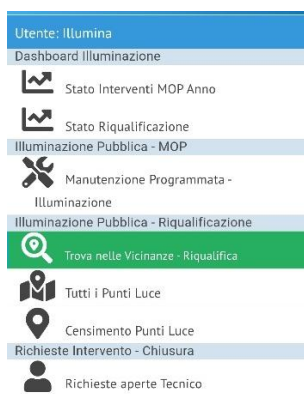 Utente: Illumina
Dashboard Illuminazione
Stato Interventi MOP Anno
Stato Riqualificazione
Illuminazione Pubblica - MOP
Manutenzione Programmata -
Illuminazione
Illuminazione Pubblica - Riqualificazione
Trova nelle Vicinanze - Riqualifica
Tutti i Punti Luce
Censimento Punti Luce
Richieste Intervento - Chiusura
Richieste aperte Tecnico